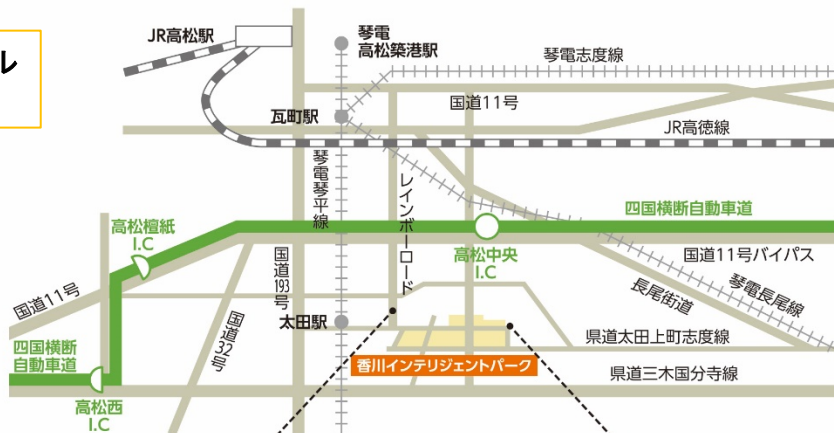 ル
JR高松駅
琴電
高松築港駅
琴電志度線
国道11号
瓦町駅
JR高徳線
琴電琴平線
レインボーロード
四国横断自動車道
高松檀紙
I.C
高松中央
I.C
国道11号バイパス
国道11号
国道193号
長尾街道
琴電長尾線
国道32号
太田駅
県道太田上町志度線
四国横断
自動車道
香川インテリジェントパーク
県道三木国分寺線
高松西
I.C